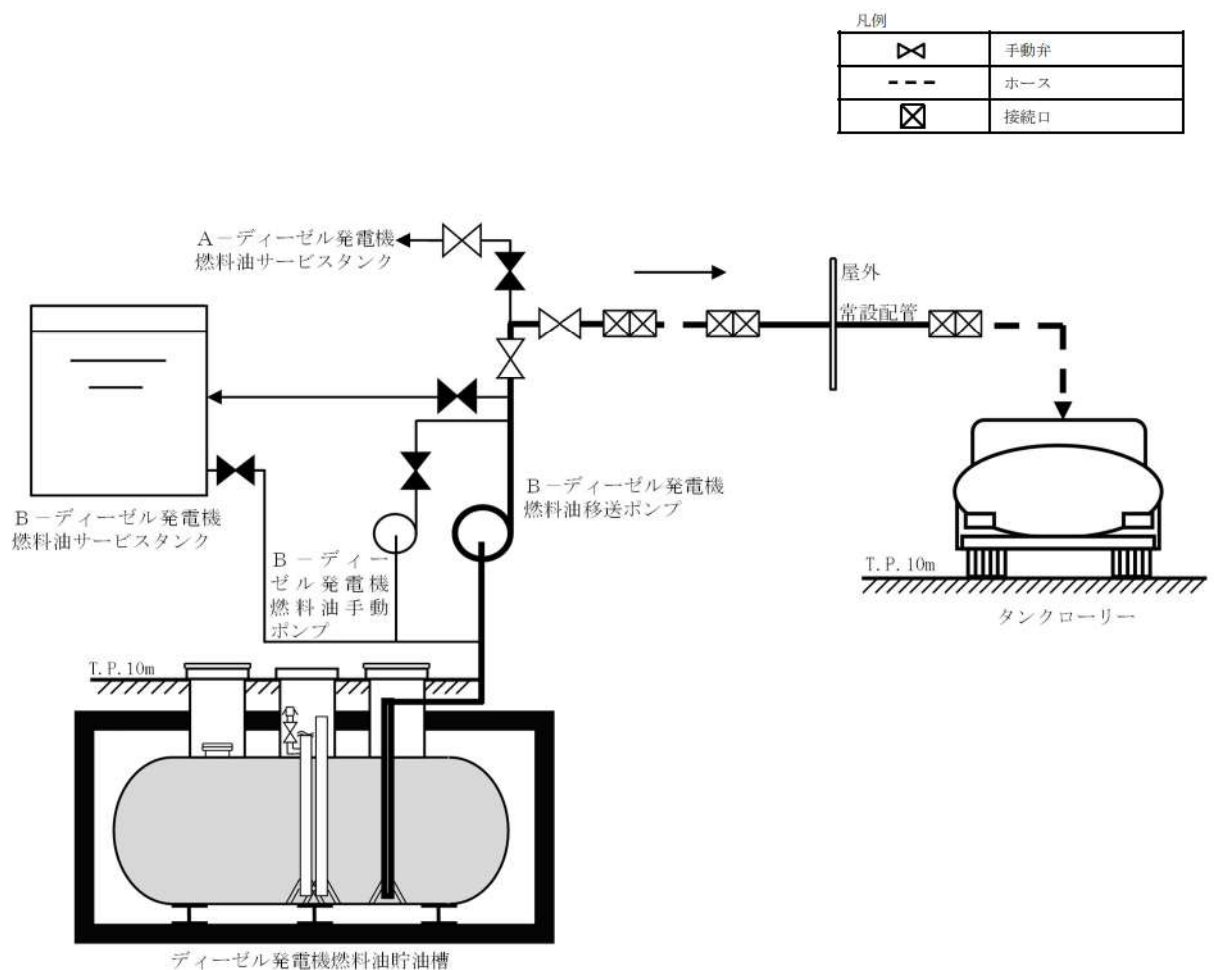 凡例
手動弁
ホース
接続口
A－ディーゼル発電機
燃料油サービスタンク
屋外
常設配管
B－ディーゼル発電機
燃料油移送ポンプ
B－ディーゼル発電機
燃料油サービスタンク
B－ディー
ゼル発電機
燃料油手動
ポンプ
T.P.10m
タンクローリー
T.P.10m
ディーゼル発電機燃料油貯油槽